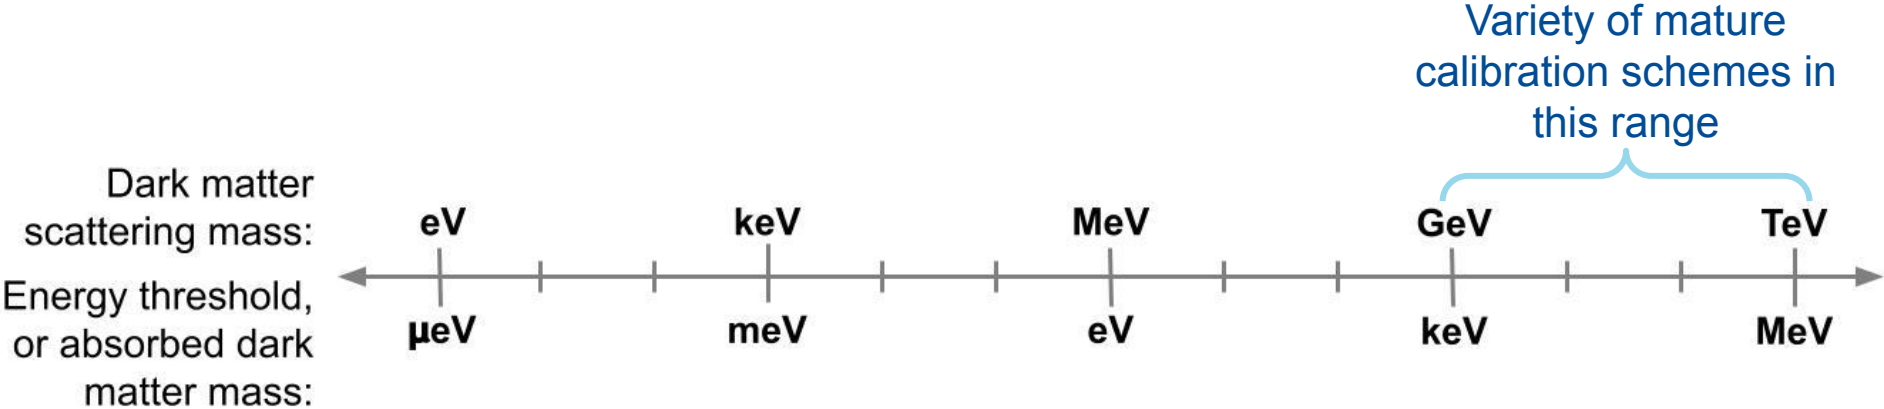 Variety of mature
calibration schemes in
this range
Dark matter
scattering mass:
eV keV MeV GeV TeV
Energy threshold,
or absorbed dark
matter mass:
µeV meV eV keV MeV